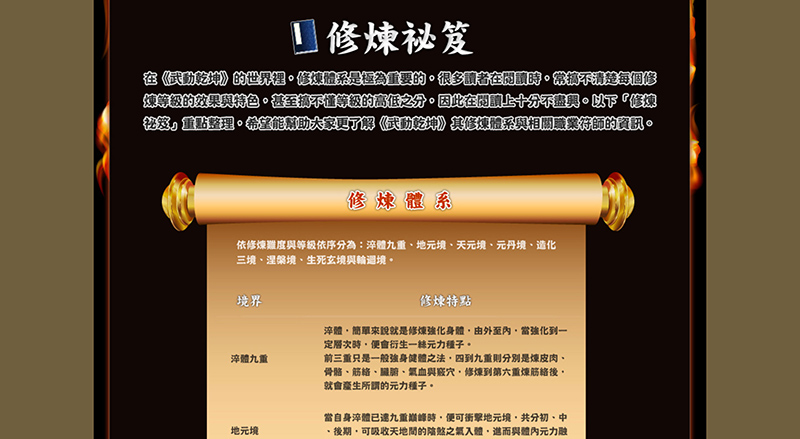 修煉祕笈
在《武動乾坤》的世界裡，修煉體系是極為重要的，很多讀者在閱讀時，常搞不清楚每個修
煉等級的效果與特色，甚至搞不懂等級的高低之分，因此在閱讀上十分不盡興。以下「修煉
祕笈」重點整理，希望能幫助大家更了解《武動乾坤》其修煉體系與相關職業符師的資訊。
修煉體系
依修煉難度與等級依序分為：淬體九重、地元境、天元境、元丹境、造化
三境、涅槃境、生死玄境與輪迴境。
境界 修煉特點
淬體，簡單來說就是修煉強化身體，由外至內，當強化到一
定層次時，便會衍生一絲元力種子。
淬體九重
前三重只是一般強身健體之法，四到九重則分別是煉皮肉、
骨骼、筋絡、臟腑、氣血與竅穴，修煉到第六重煉筋絡後，
就會產生所謂的元力種子。
當自身淬體已達九重巔峰時，便可衝擊地元境，共分初、中
地元境
、後期，可吸收天地間的陰煞之氣入體，進而與體內元力融